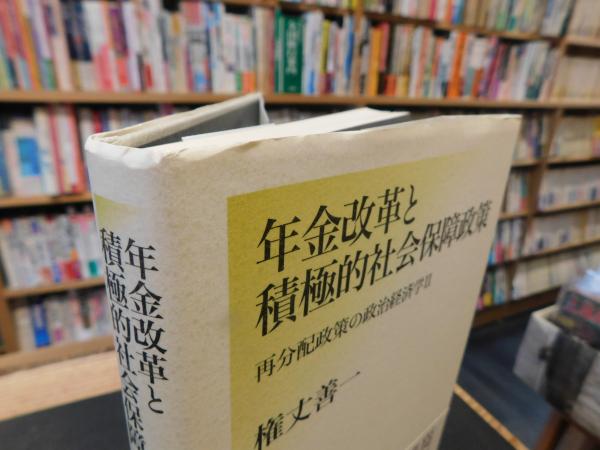 年金改革と
積極的社会保障政策
再分配政策の政治経済学II
権丈善一
年金改革と
積極的社会保障